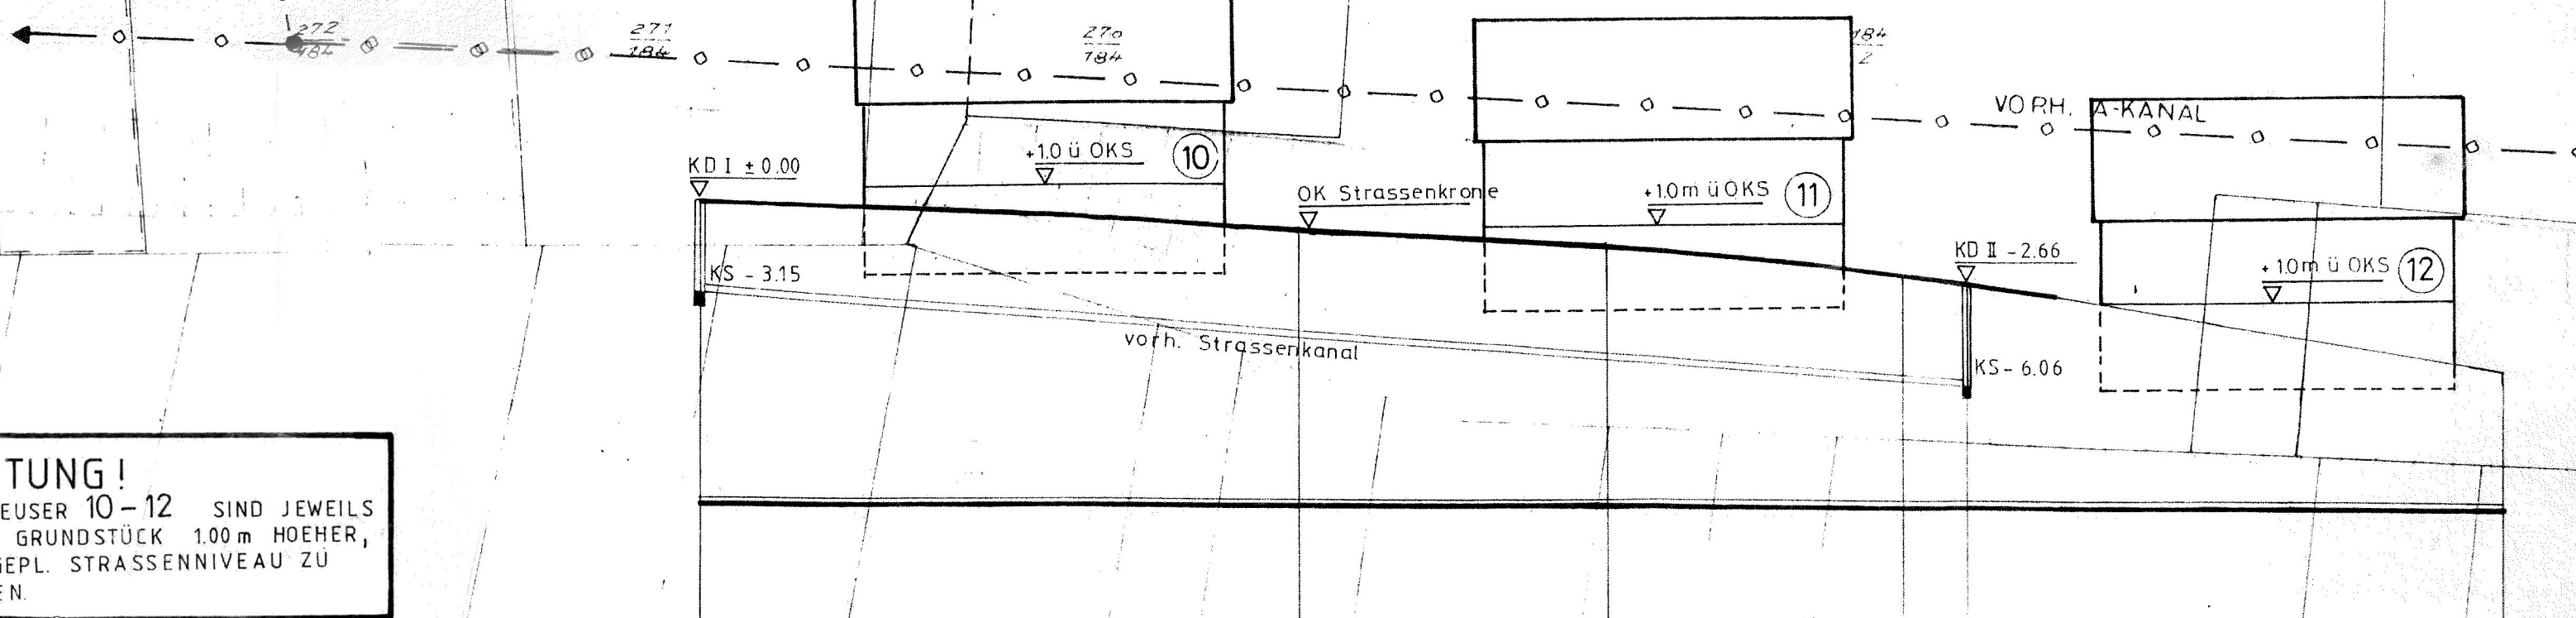 272
184
271
184
270
184
184
2
VORH. A-KANAL
+1.0 ü OKS 10
KD I ± 0.00
OK Strassenkrone
+1.0m ü OKS 11
KD II -2.66
+1.0m ü OKS 12
KS - 3.15
vorh. Strassenkanal
KS - 6.06
TUNG!
EUSER 10-12 SIND JEWEILS
GRUNDSTÜCK 1.00 m HOEHER,
GEPL. STRASSENNIVEAU ZU
EN.